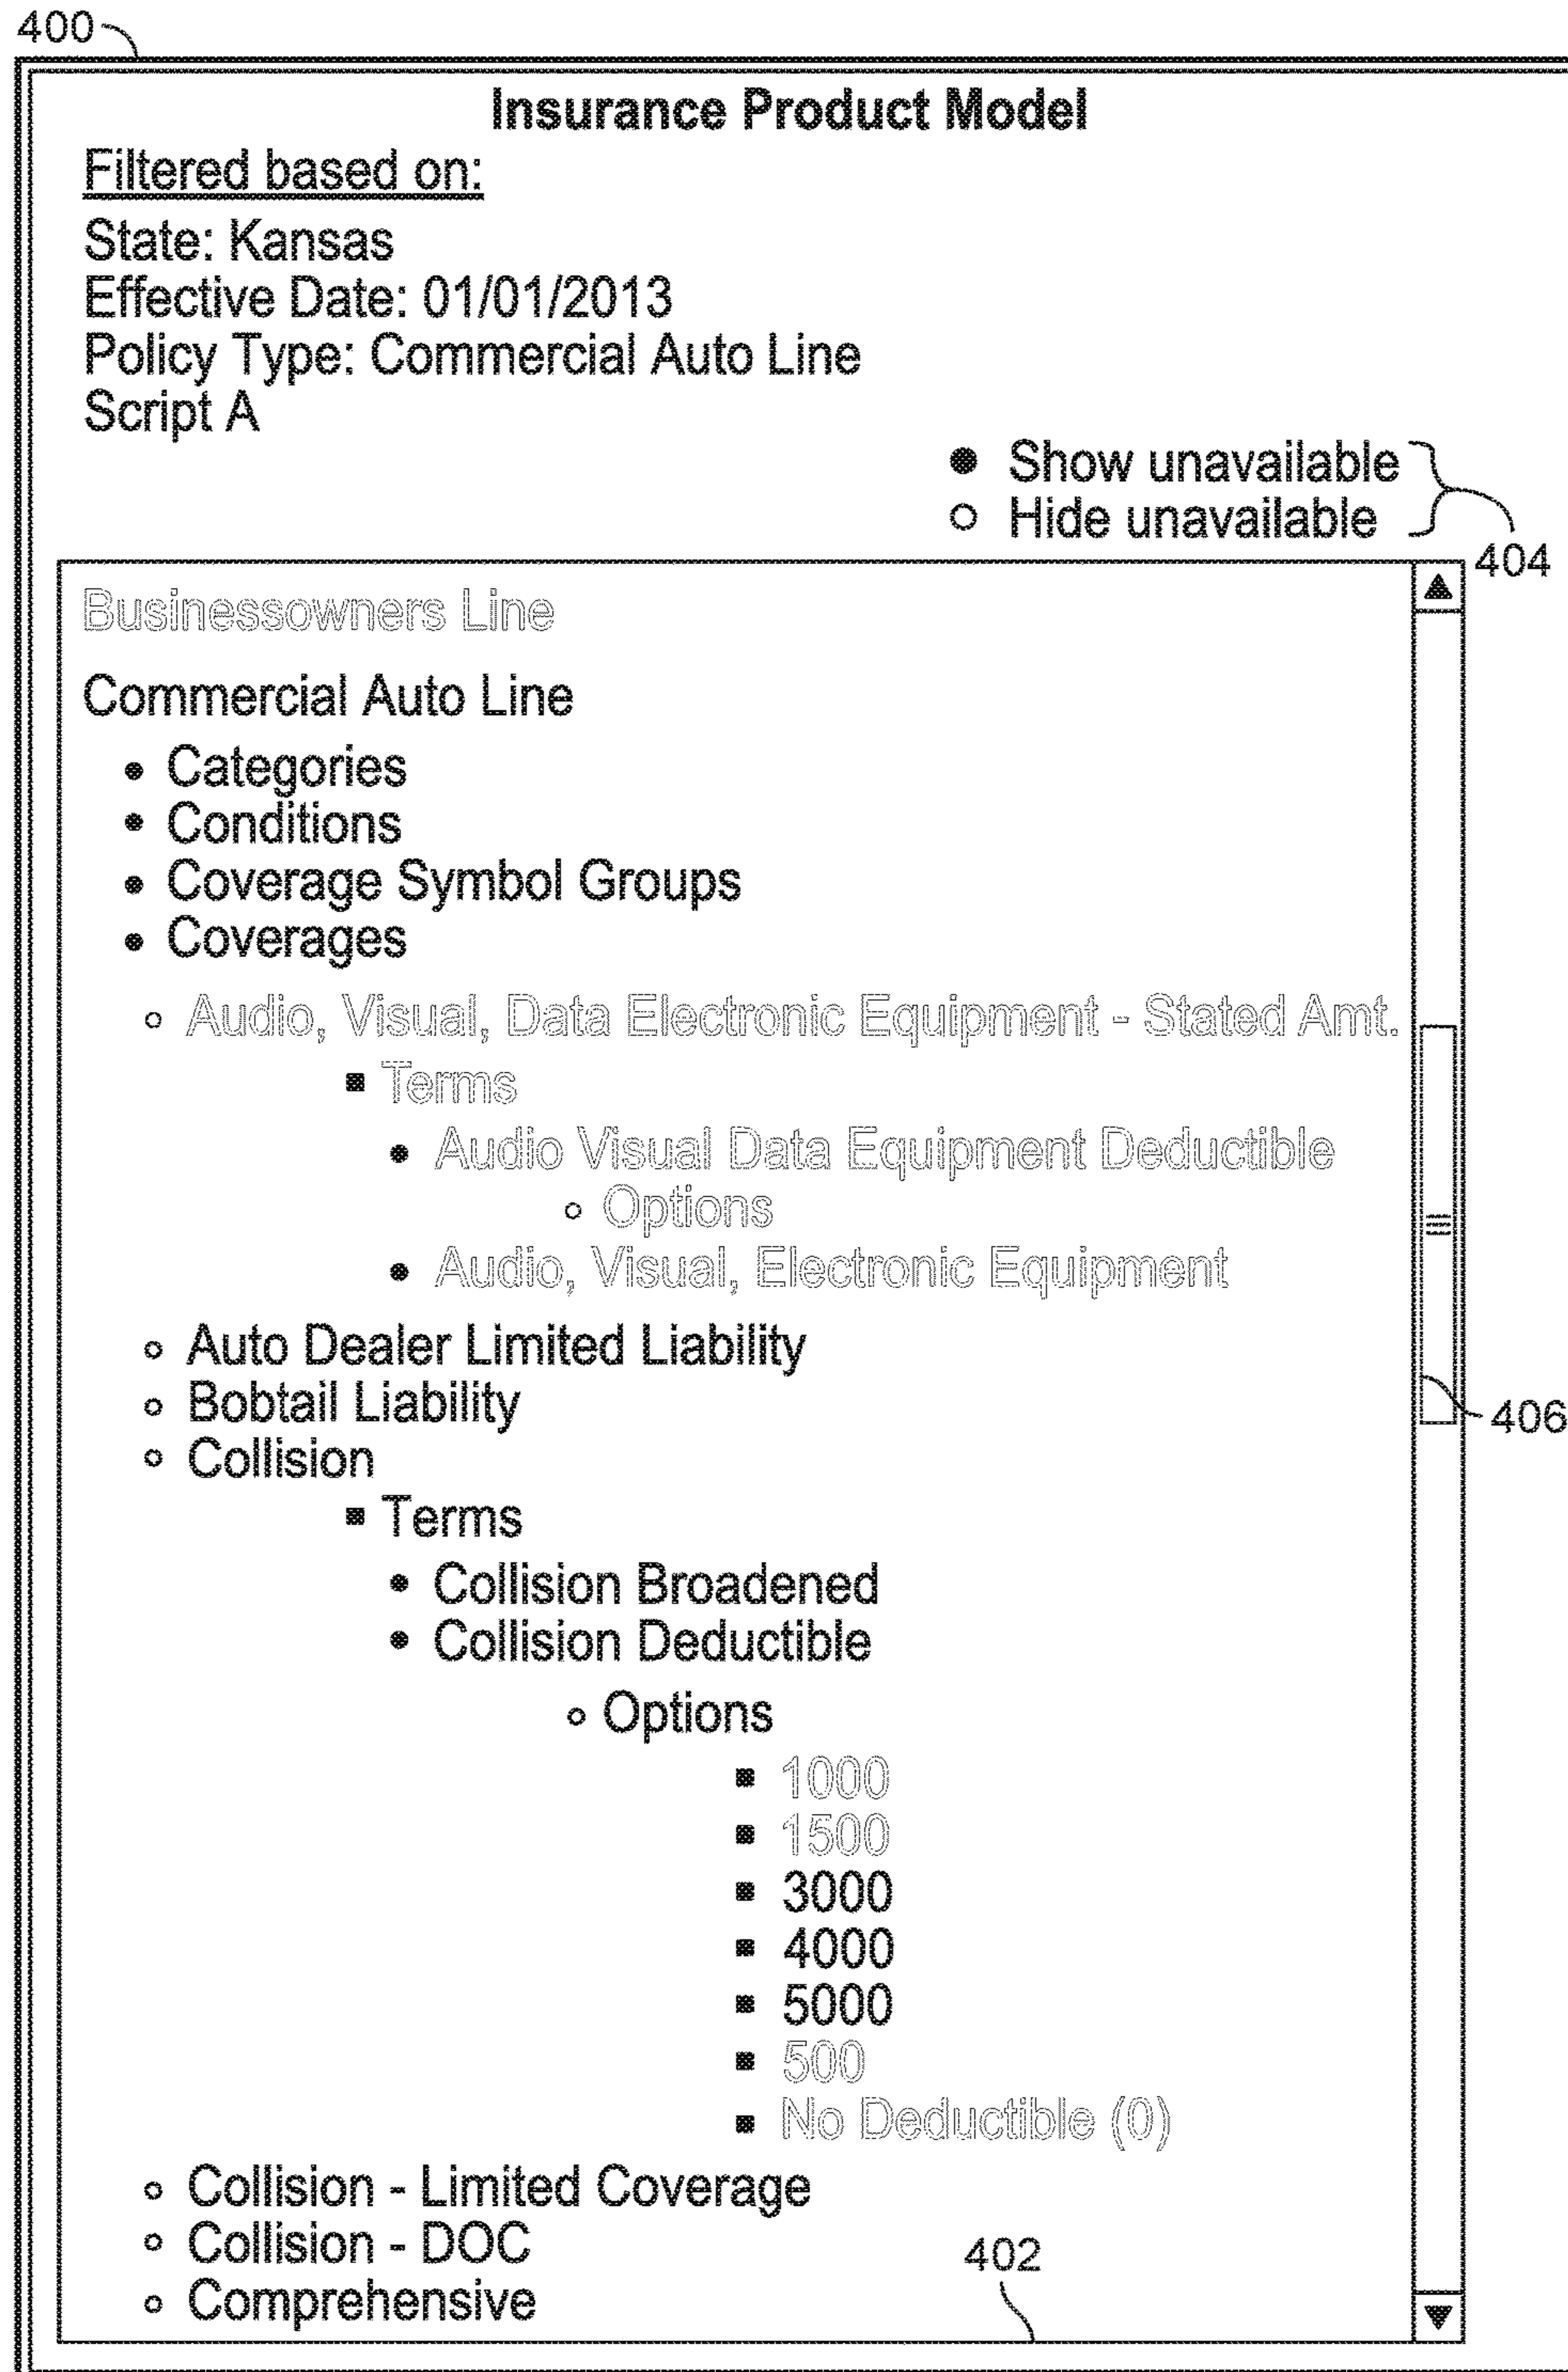 400
Insurance Product Model
Filtered based on:
State: Kansas
Effective Date: 01/01/2013
Policy Type: Commercial Auto Line
Script A
Show unavailable
Hide unavailable
404
Businessowners Line
Commercial Auto Line
Categories
Conditions
Coverage Symbol Groups
Coverages
Audio, Visual, Data Electronic Equipment - Stated Amt.
Terms
Audio Visual Data Equipment Deductible
Options
Audio, Visual, Electronic Equipment
Auto Dealer Limited Liability
Bobtail Liability
406
Collision
Terms
Collision Broadened
Collision Deductible
Options
1000
1500
3000
4000
5000
500
No Deductible (0)
Collision - Limited Coverage
Collision - DOC
402
Comprehensive